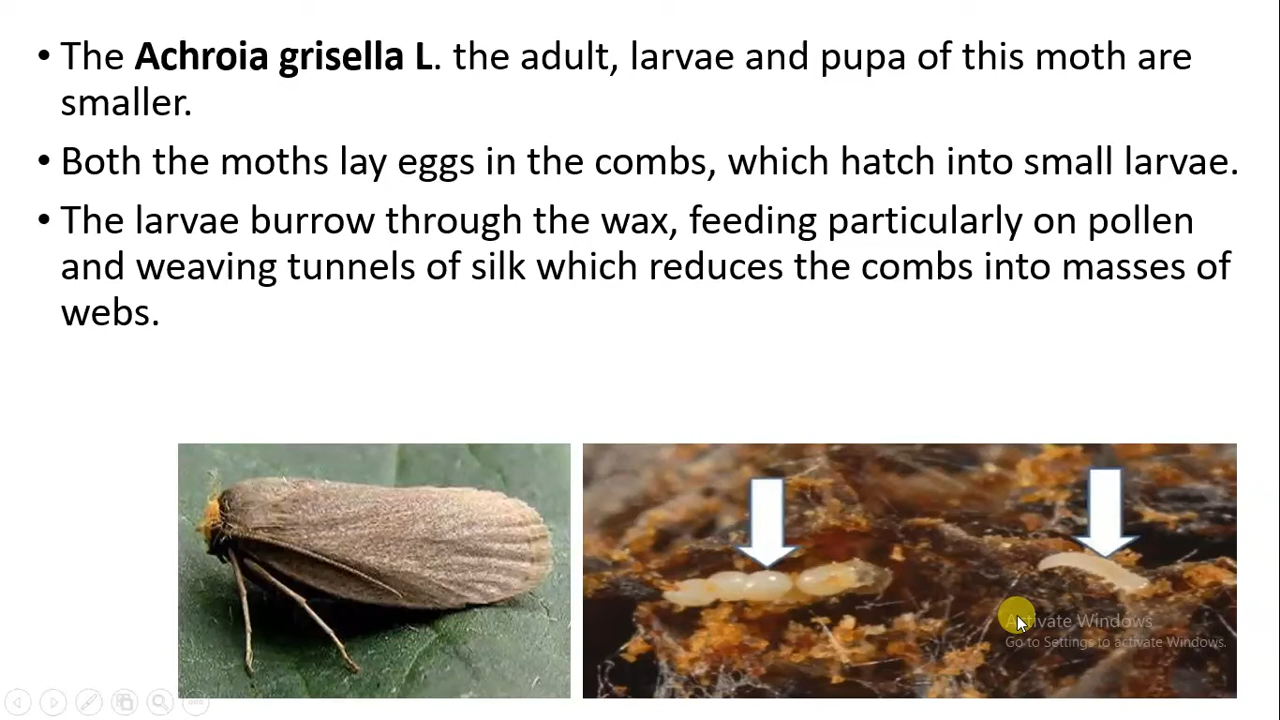 • The Achroia grisella L. the adult, larvae and pupa of this moth are
smaller.
• Both the moths lay eggs in the combs, which hatch into small larvae.
• The larvae burrow through the wax, feeding particularly on pollen
and weaving tunnels of silk which reduces the combs into masses of
webs.
Activate Windows
Go to Settings to activate Windows.